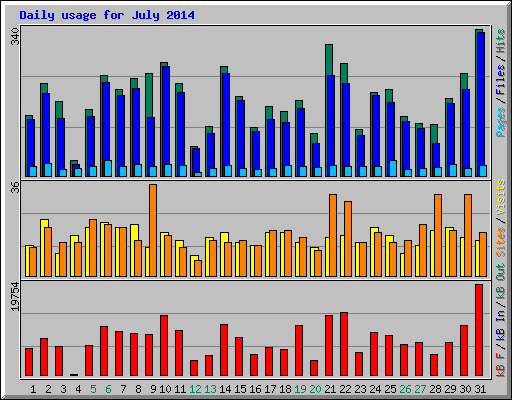 Daily usage for July 2014
340
36
19754
Pages / Files / Hits
Sites / Visits
kB F / kB In / kB Out
1 2 3 4 5 6 7 8 9 10 11 12 13 14 15 16 17 18 19 20 21 22 23 24 25 26 27 28 29 30 31